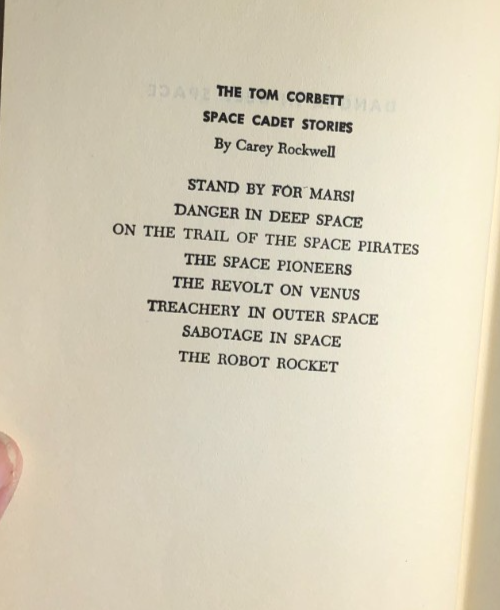 THE TOM CORBETT
SPACE CADET STORIES
By Carey Rockwell
STAND BY FOR MARS!
DANGER IN DEEP SPACE
ON THE TRAIL OF THE SPACE PIRATES
THE SPACE PIONEERS
THE REVOLT ON VENUS
TREACHERY IN OUTER SPACE
SABOTAGE IN SPACE
THE ROBOT ROCKET